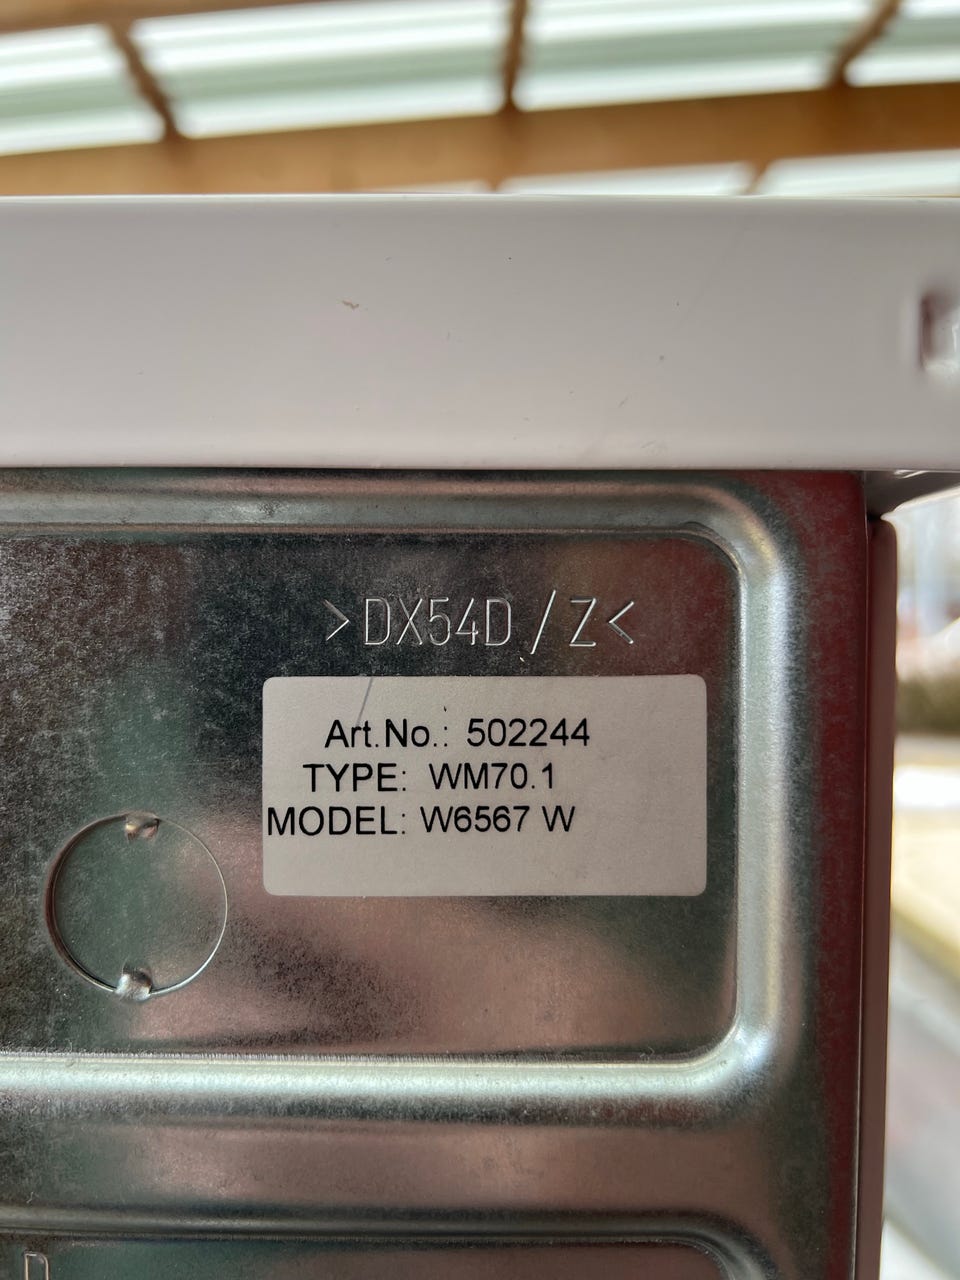 >DX54D/Z<
Art.No.: 502244
TYPE: WM70.1
MODEL: W6567 W